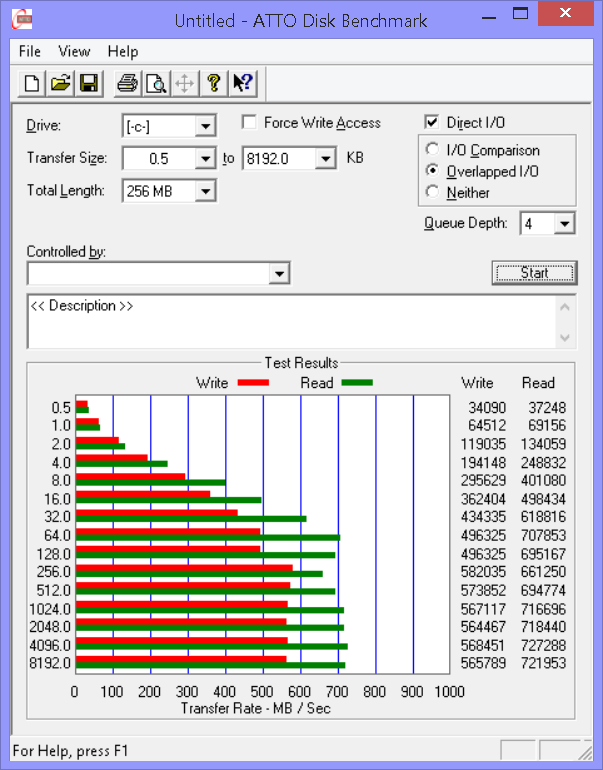 Untitled - ATTO Disk Benchmark
File View Help
Drive: [-c-] Force Write Access Direct I/O
Transfer Size: 0.5 to 8192.0 KB I/O Comparison
Overlapped I/O
Total Length: 256 MB Neither
Queue Depth: 4
Controlled by:
Start
<< Description >>
Test Results
Write Read Write Read
0.5 34090 37248
1.0 64512 69156
2.0 119035 134059
4.0 194148 248832
8.0 295629 401080
16.0 362404 498434
32.0 434335 618816
64.0 496325 707853
128.0 496325 695167
256.0 582035 661250
512.0 573852 694774
1024.0 567117 716696
2048.0 564467 718440
4096.0 568451 727288
8192.0 565789 721953
0 100 200 300 400 500 600 700 800 900 1000
Transfer Rate - MB / Sec
For Help, press F1